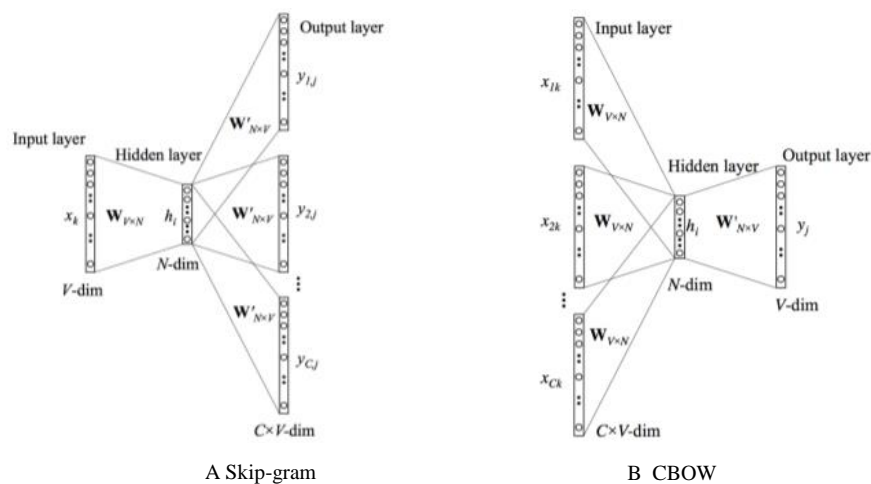 Output layer
y1,j
W'N×V
Input layer
Hidden layer
xk
WV×N
hi
W'N×V
y2,j
N-dim
V-dim
W'N×V
yC,j
C×V-dim
A Skip-gram
Input layer
x1k
WV×N
Hidden layer
Output layer
x2k
WV×N
hi
W'N×V
yj
N-dim
V-dim
WV×N
xCk
C×V-dim
B CBOW